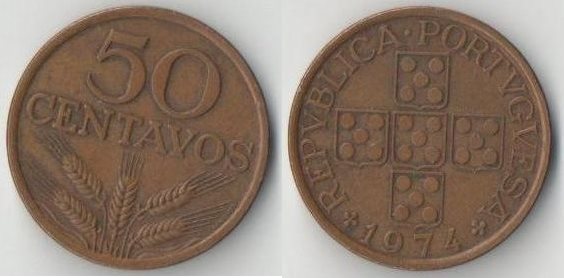 50
CENTAVOS
REPVBLICA · PORTVGVESA
1974